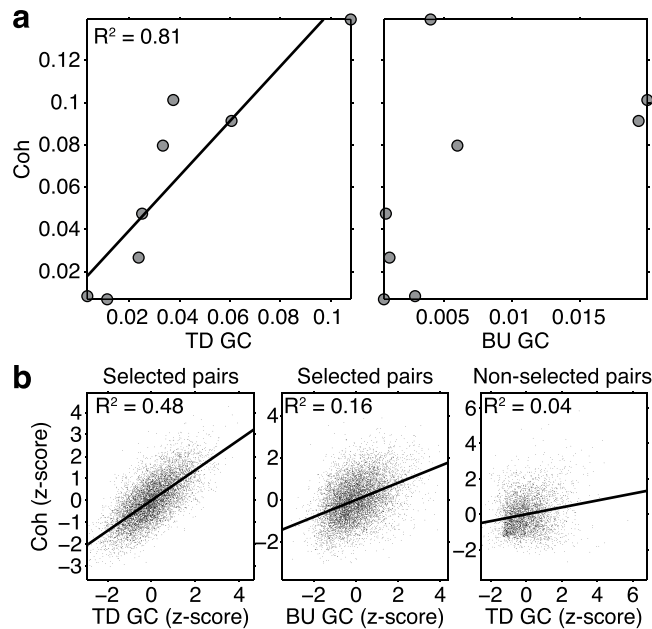 a
R² = 0.81
0.12
0.1
0.08
0.06
0.04
0.02
Coh
0.02 0.04 0.06 0.08 0.1
TD GC
0.005 0.01 0.015
BU GC
b
Selected pairs
R² = 0.48
4
3
2
1
0
−1
−2
−3
Coh (z-score)
−2 0 2 4
TD GC (z-score)
Selected pairs
R² = 0.16
4
2
0
−2
−2 0 2 4
BU GC (z-score)
Non-selected pairs
R² = 0.04
6
4
2
0
−2
−2 0 2 4 6
TD GC (z-score)